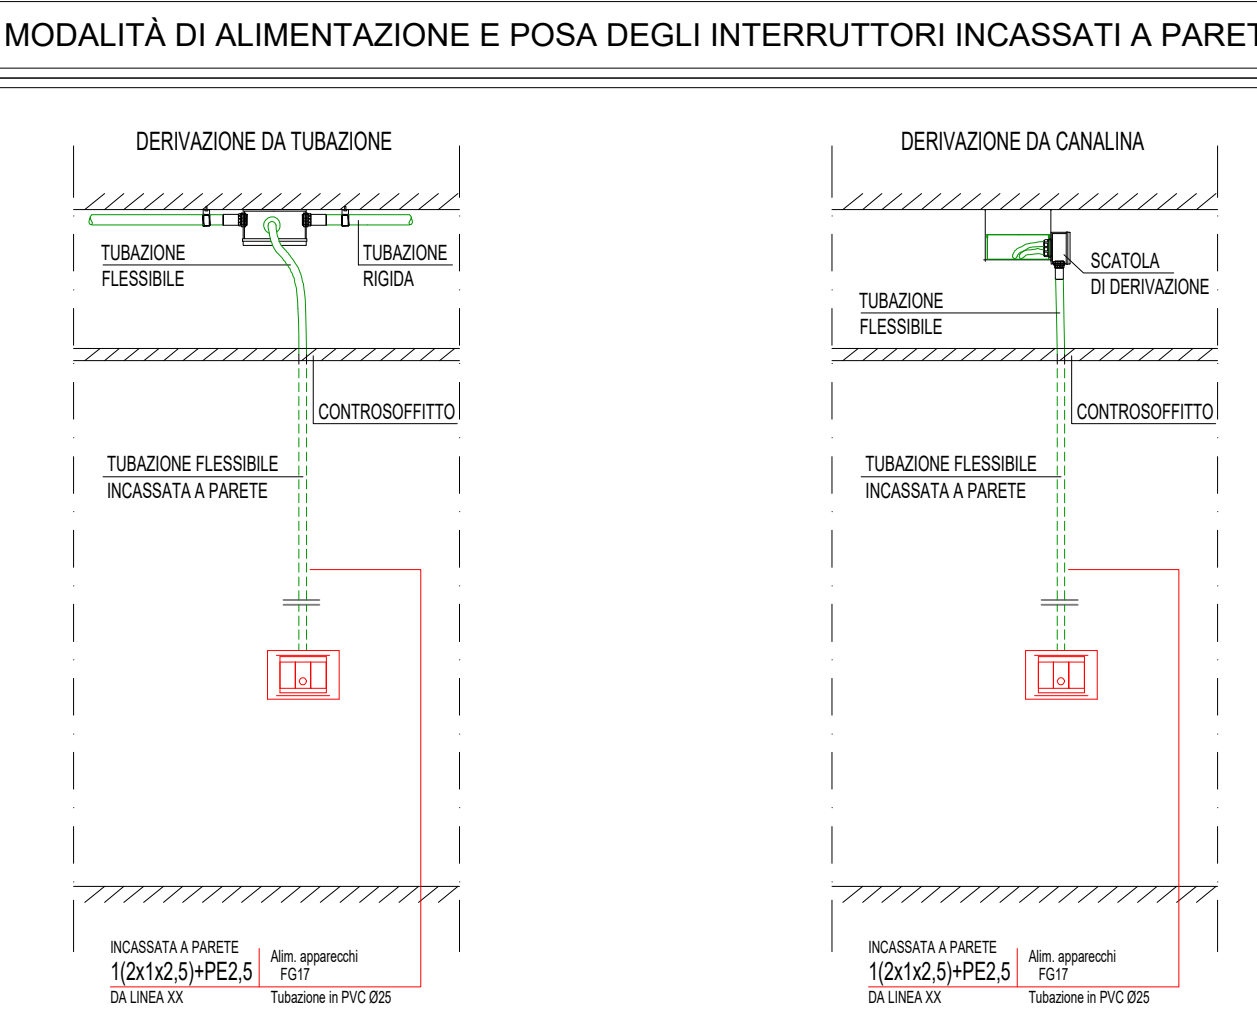 MODALITÀ DI ALIMENTAZIONE E POSA DEGLI INTERRUTTORI INCASSATI A PARET
DERIVAZIONE DA TUBAZIONE
TUBAZIONE
FLESSIBILE
TUBAZIONE
RIGIDA
CONTROSOFFITTO
TUBAZIONE FLESSIBILE
INCASSATA A PARETE
INCASSATA A PARETE
1(2x1x2,5)+PE2,5
DA LINEA XX
Alim. apparecchi
FG17
Tubazione in PVC Ø25
DERIVAZIONE DA CANALINA
SCATOLA
DI DERIVAZIONE
TUBAZIONE
FLESSIBILE
CONTROSOFFITTO
TUBAZIONE FLESSIBILE
INCASSATA A PARETE
INCASSATA A PARETE
1(2x1x2,5)+PE2,5
DA LINEA XX
Alim. apparecchi
FG17
Tubazione in PVC Ø25